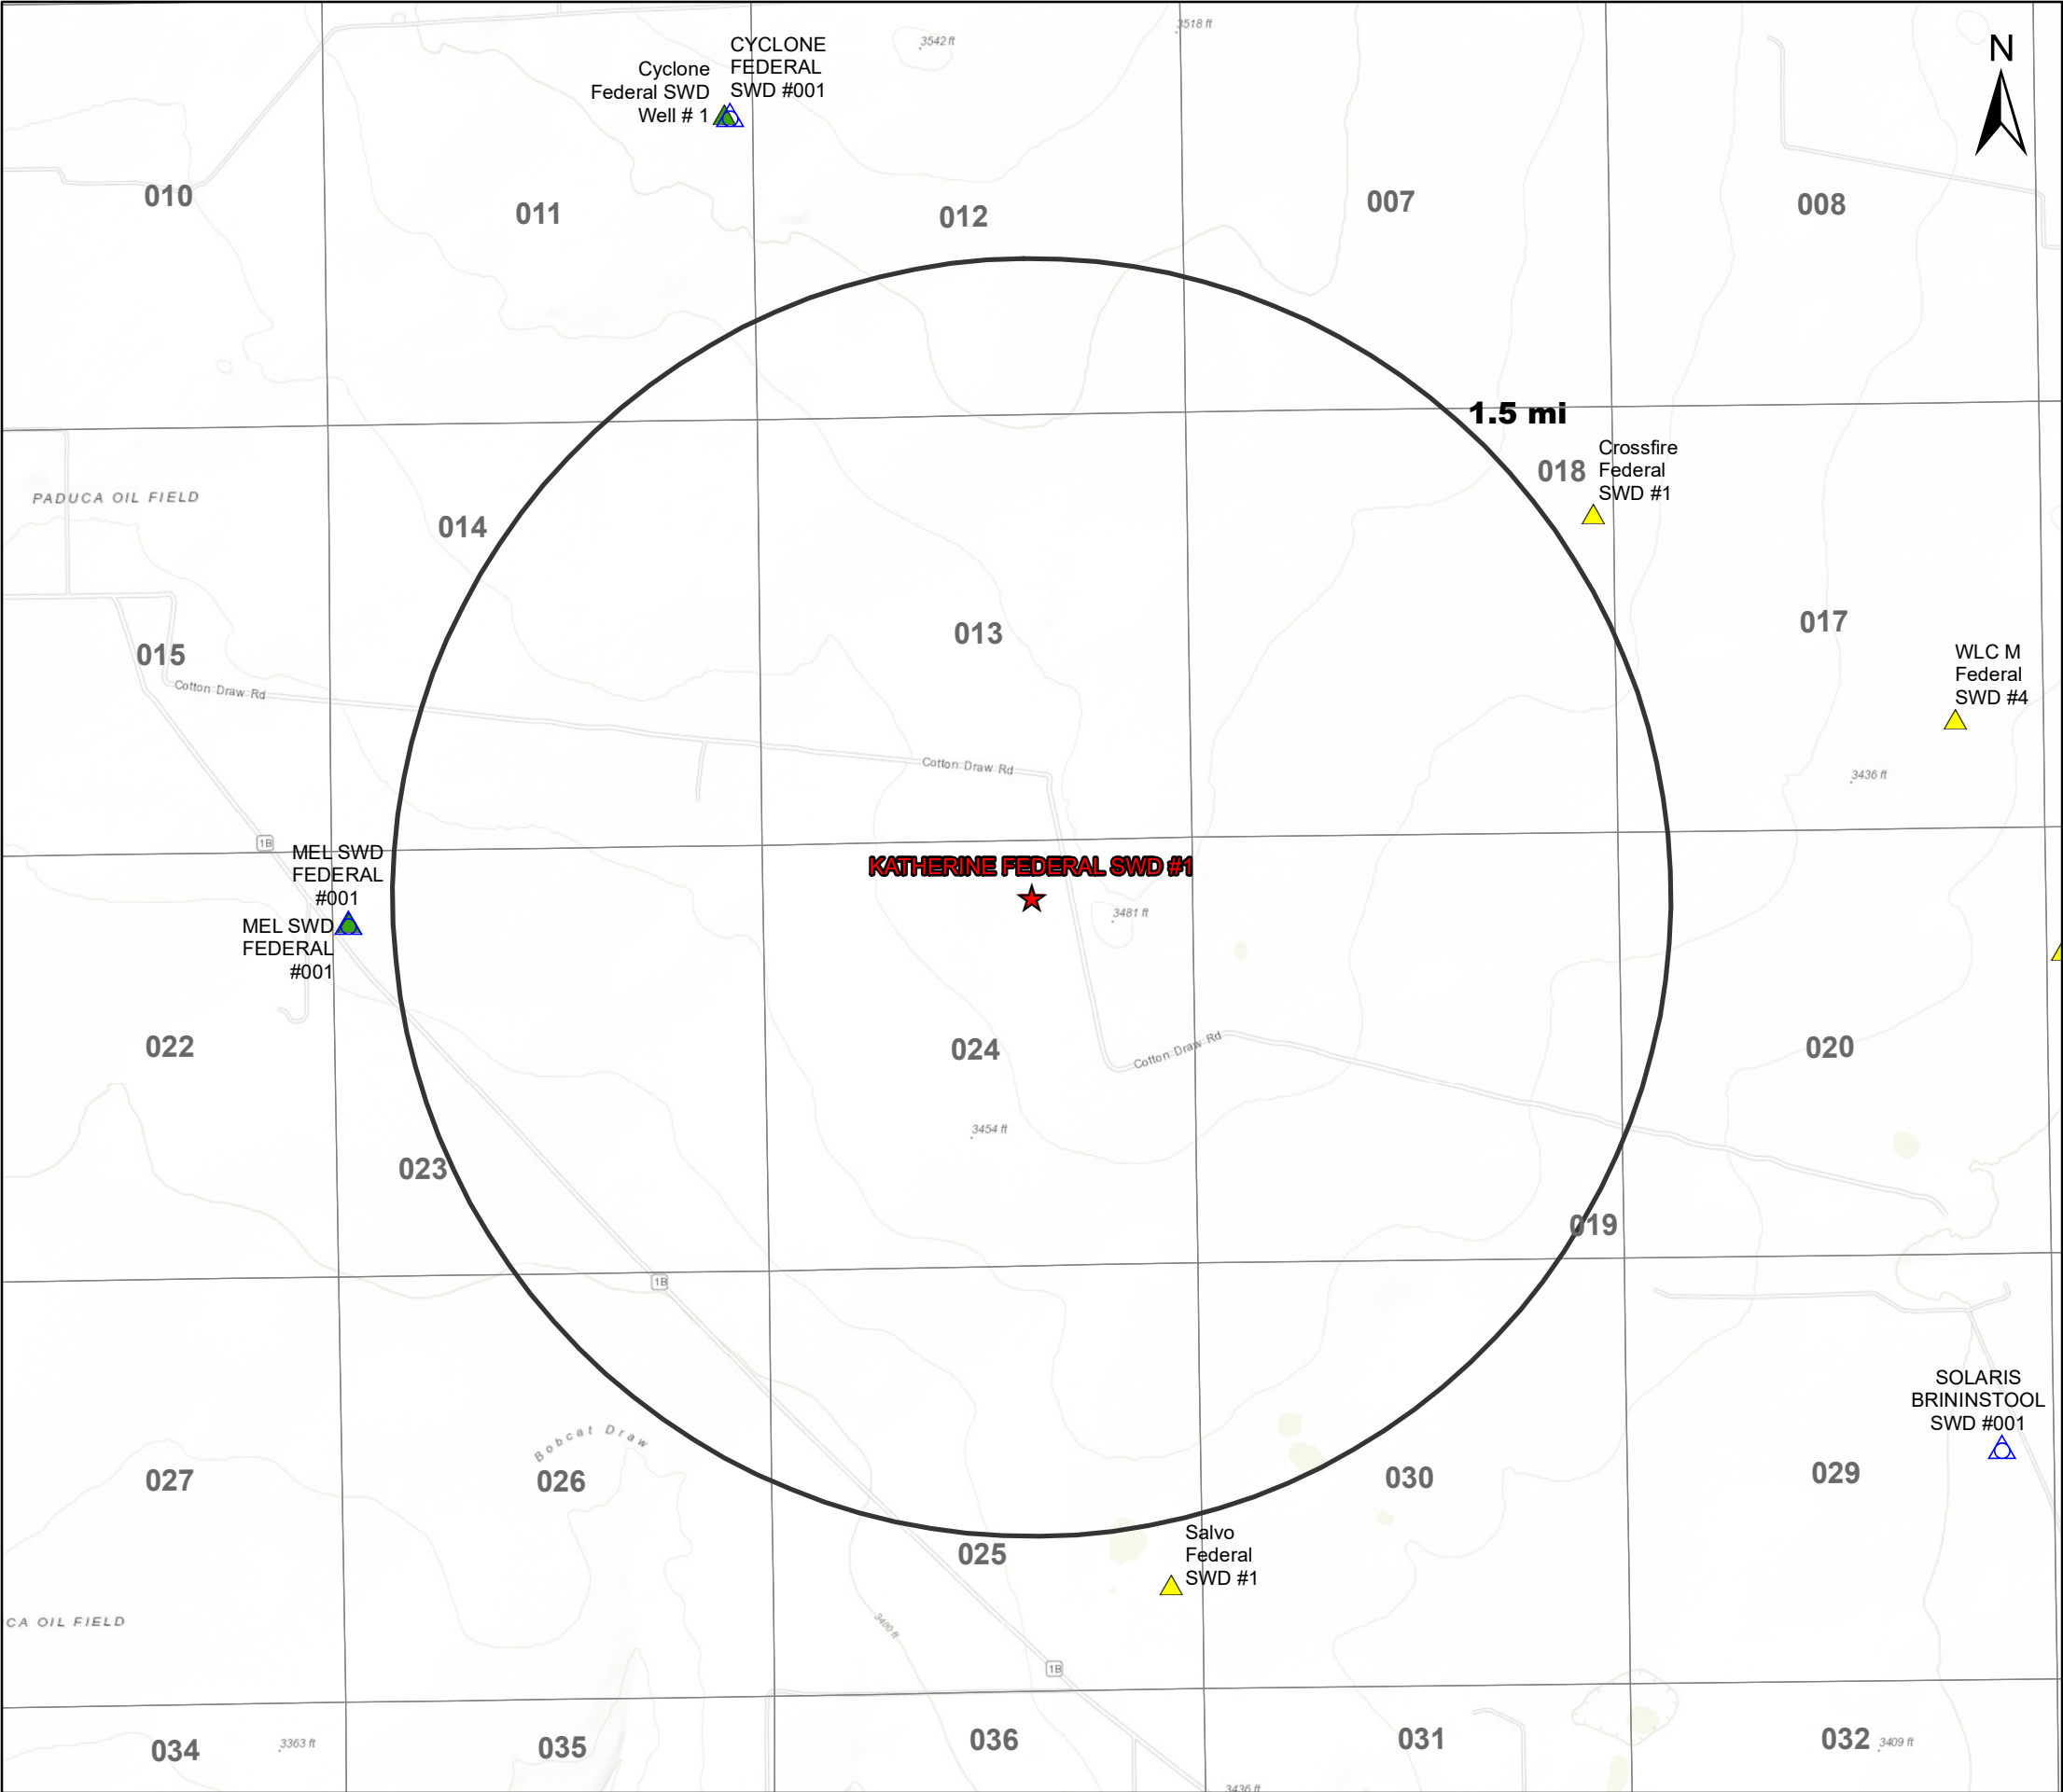 3518 ft
3542 ft
N
CYCLONE
FEDERAL
SWD #001
Cyclone
Federal SWD
Well # 1
010
011
012
007
008
1.5 mi
Crossfire
Federal
SWD #1
018
PADUCA OIL FIELD
014
013
017
015
WLC M
Federal
SWD #4
Cotton Draw Rd
Cotton Draw Rd
3436 ft
1B
MEL SWD
FEDERAL
#001
KATHERINE FEDERAL SWD #1
3481 ft
MEL SWD
FEDERAL
#001
022
024
Cotton Draw Rd
020
3454 ft
023
019
1B
SOLARIS
BRININSTOOL
SWD #001
Bobcat Draw
027
026
030
029
025
Salvo
Federal
SWD #1
CA OIL FIELD
3400 ft
1B
034
3363 ft
035
036
031
032
3409 ft
3436 ft